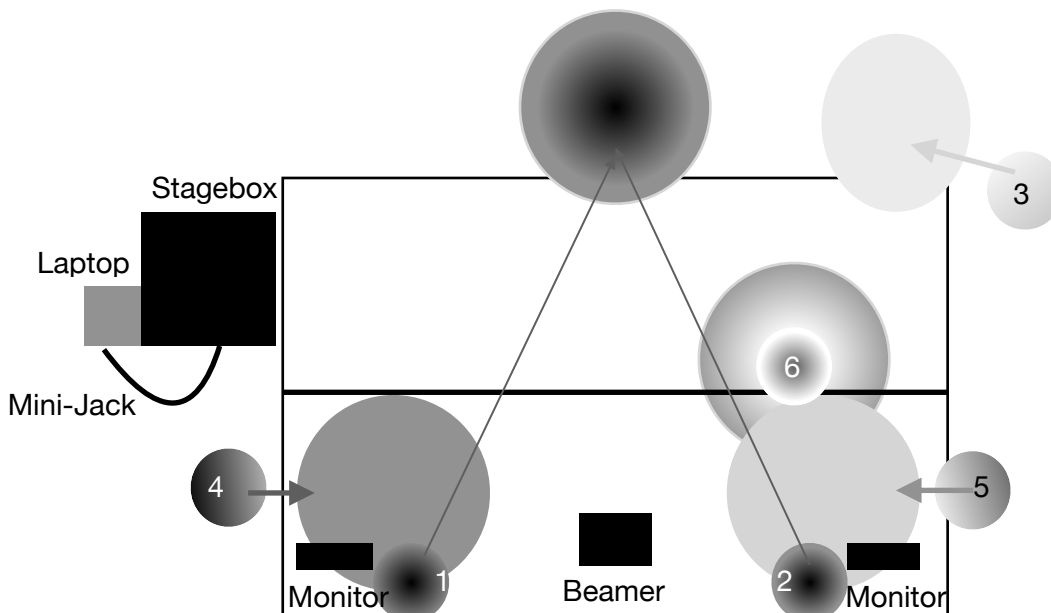 Stagebox
3
Laptop
6
Mini-Jack
4
5
1
2
Monitor
Beamer
Monitor